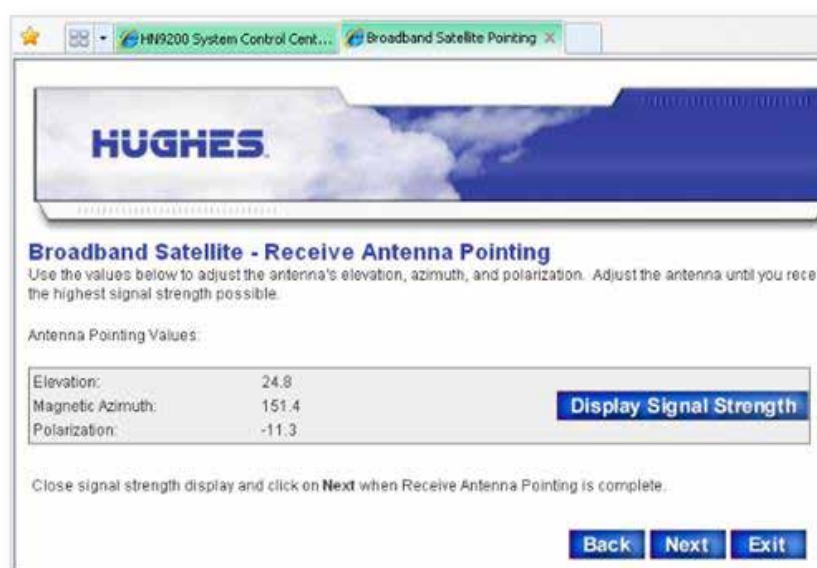 HN9200 System Control Cent... Broadband Satellite Pointing
HUGHES
Broadband Satellite - Receive Antenna Pointing
Use the values below to adjust the antenna's elevation, azimuth, and polarization. Adjust the antenna until you rece
the highest signal strength possible.
Antenna Pointing Values:
Elevation: 24.8
Magnetic Azimuth: 151.4
Display Signal Strength
Polarization: -11.3
Close signal strength display and click on Next when Receive Antenna Pointing is complete.
Back Next Exit